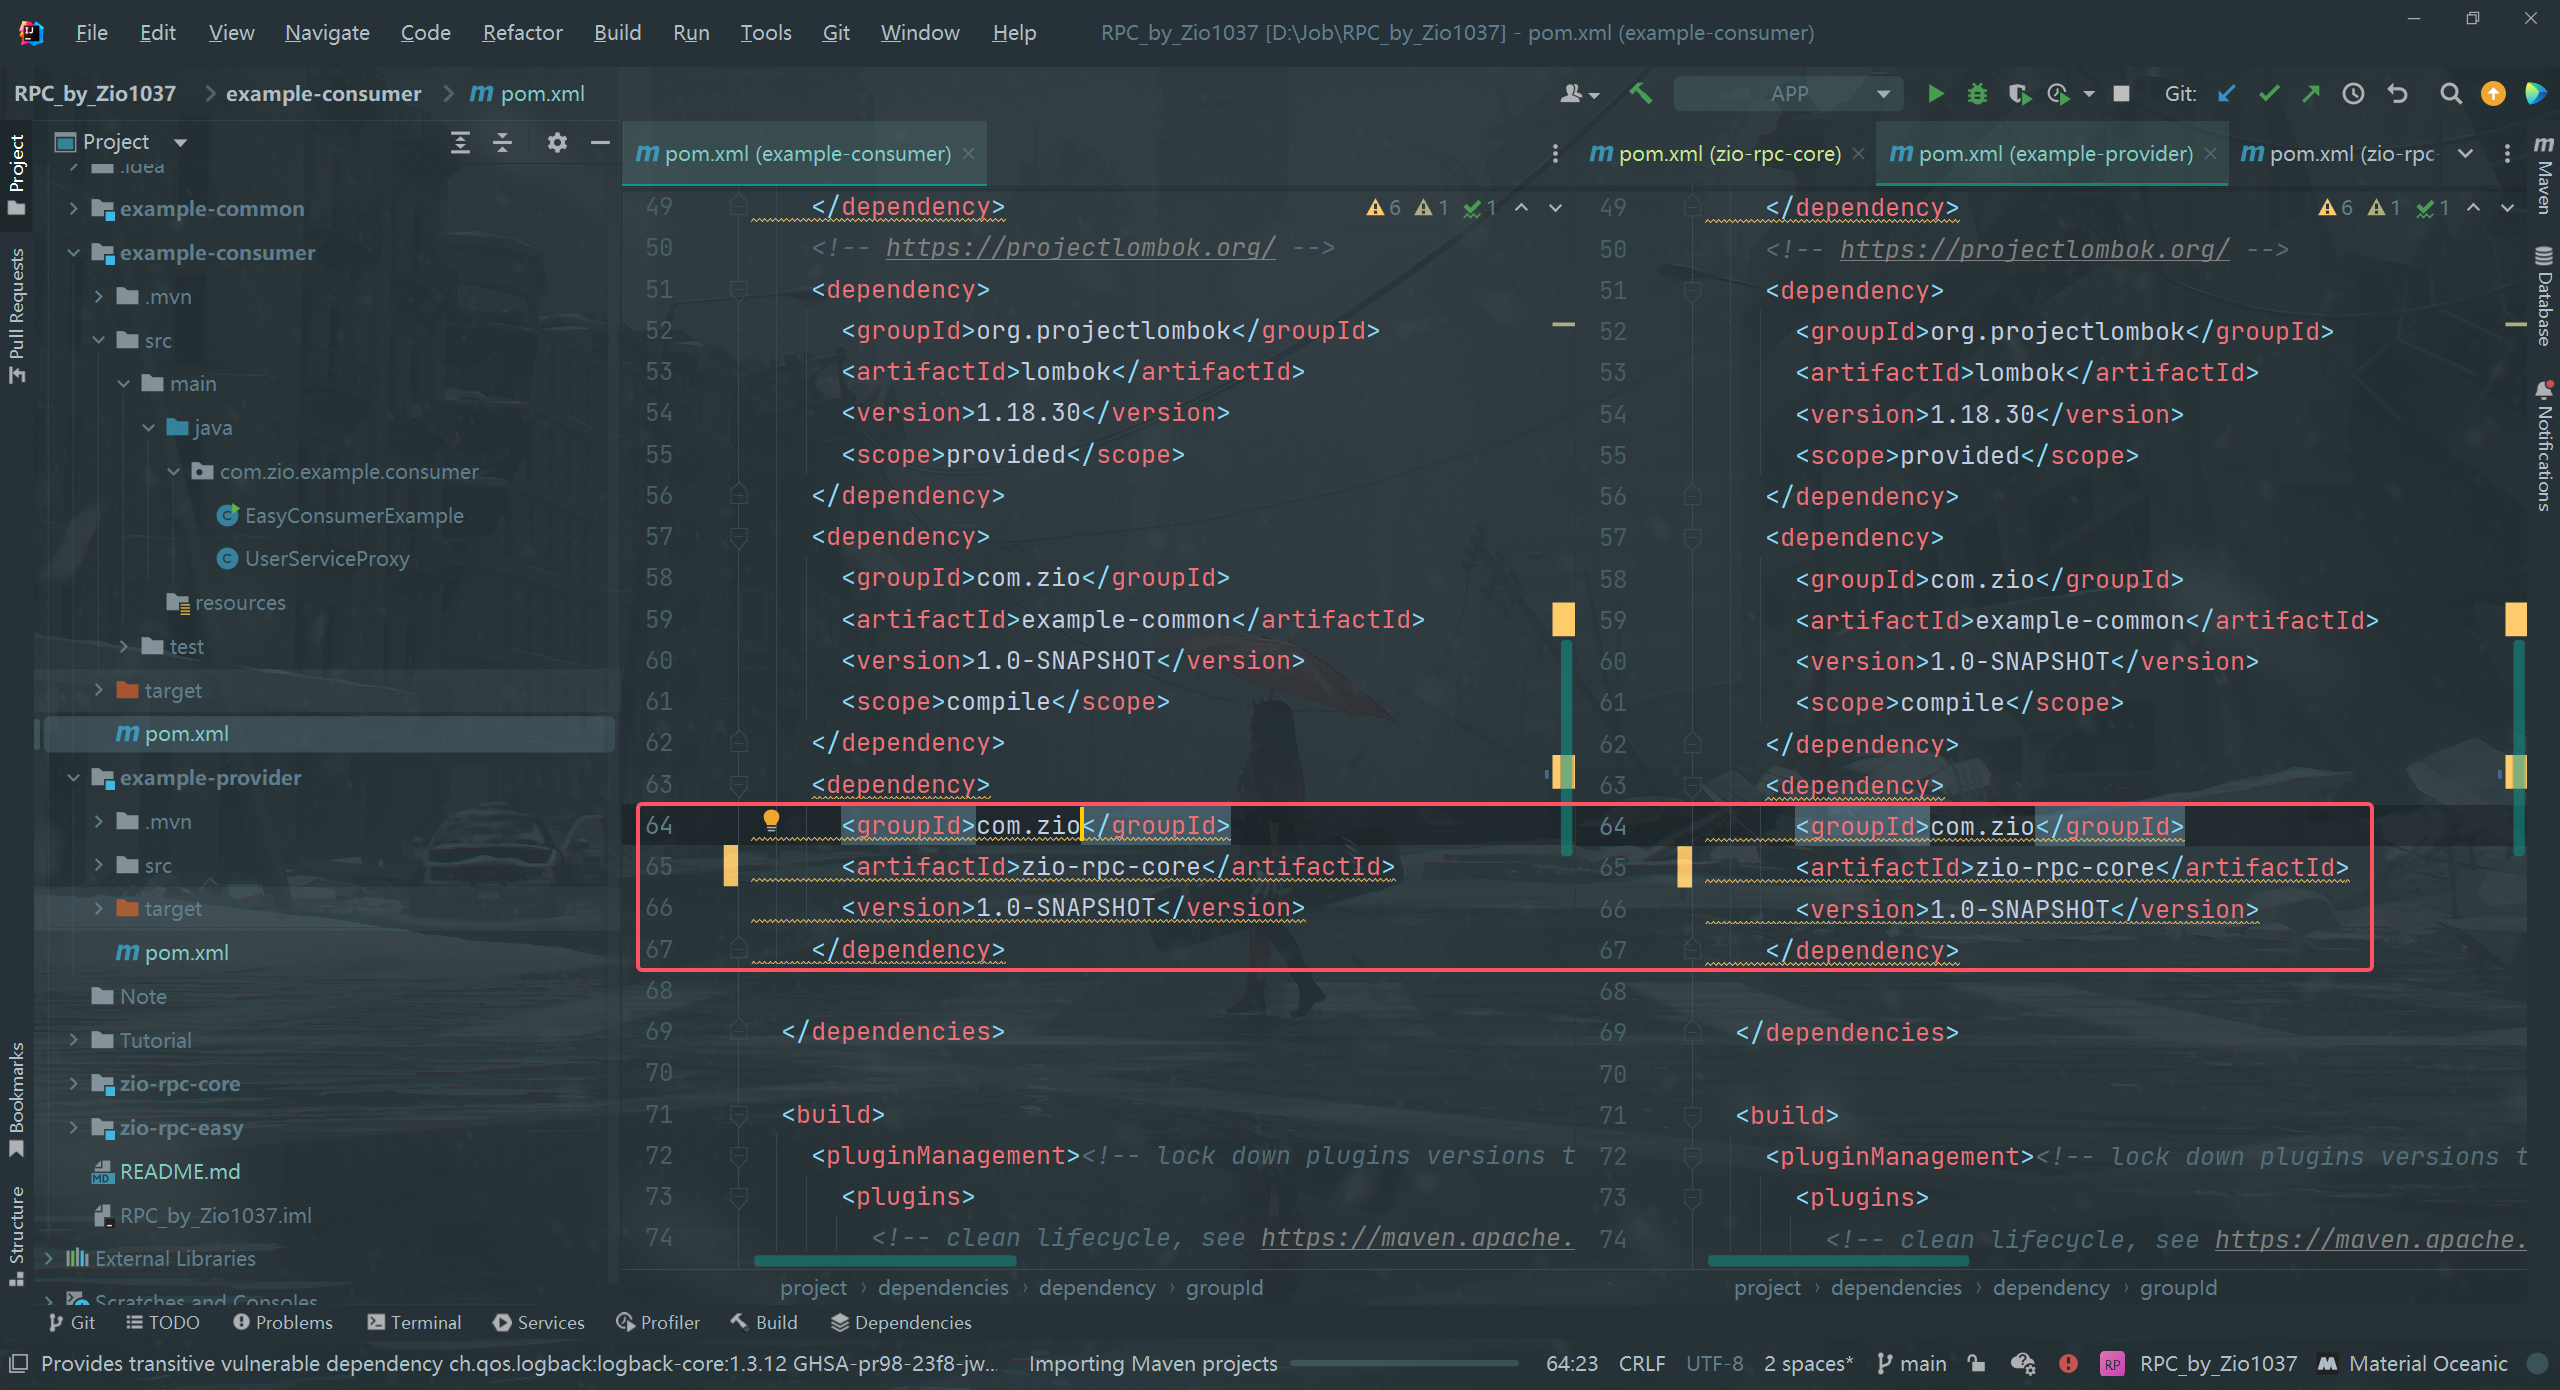 File Edit View Navigate Code Refactor Build Run Tools Git Window Help RPC_by_Zio1037 [D:\Job\RPC_by_Zio1037] - pom.xml (example-consumer)
RPC_by_Zio1037 example-consumer m pom.xml APP Git:
Project
.idea
example-common
example-consumer
.mvn
src
main
java
com.zio.example.consumer
EasyConsumerExample
UserServiceProxy
resources
test
target
pom.xml
example-provider
.mvn
src
target
pom.xml
Note
Tutorial
zio-rpc-core
zio-rpc-easy
README.md
RPC_by_Zio1037.iml
External Libraries
Scratches and Consoles
Project
Pull Requests
Bookmarks
Structure
pom.xml (example-consumer)
6 1 1
49 </dependency>
50 <!-- https://projectlombok.org/ -->
51 <dependency>
52 <groupId>org.projectlombok</groupId>
53 <artifactId>lombok</artifactId>
54 <version>1.18.30</version>
55 <scope>provided</scope>
56 </dependency>
57 <dependency>
58 <groupId>com.zio</groupId>
59 <artifactId>example-common</artifactId>
60 <version>1.0-SNAPSHOT</version>
61 <scope>compile</scope>
62 </dependency>
63 <dependency>
64 <groupId>com.zio</groupId>
65 <artifactId>zio-rpc-core</artifactId>
66 <version>1.0-SNAPSHOT</version>
67 </dependency>
68
69 </dependencies>
70
71 <build>
72 <pluginManagement><!-- lock down plugins versions t
73 <plugins>
74 <!-- clean lifecycle, see https://maven.apache.
project › dependencies › dependency › groupId
pom.xml (zio-rpc-core) pom.xml (example-provider) pom.xml (zio-rpc
6 1 1
49 </dependency>
50 <!-- https://projectlombok.org/ -->
51 <dependency>
52 <groupId>org.projectlombok</groupId>
53 <artifactId>lombok</artifactId>
54 <version>1.18.30</version>
55 <scope>provided</scope>
56 </dependency>
57 <dependency>
58 <groupId>com.zio</groupId>
59 <artifactId>example-common</artifactId>
60 <version>1.0-SNAPSHOT</version>
61 <scope>compile</scope>
62 </dependency>
63 <dependency>
64 <groupId>com.zio</groupId>
65 <artifactId>zio-rpc-core</artifactId>
66 <version>1.0-SNAPSHOT</version>
67 </dependency>
68
69 </dependencies>
70
71 <build>
72 <pluginManagement><!-- lock down plugins versions t
73 <plugins>
74 <!-- clean lifecycle, see https://maven.apache.
project › dependencies › dependency › groupId
Maven
Database
Notifications
Git TODO Problems Terminal Services Profiler Build Dependencies
Provides transitive vulnerable dependency ch.qos.logback:logback-core:1.3.12 GHSA-pr98-23f8-jw... Importing Maven projects 64:23 CRLF UTF-8 2 spaces* main RP RPC_by_Zio1037 Material Oceanic